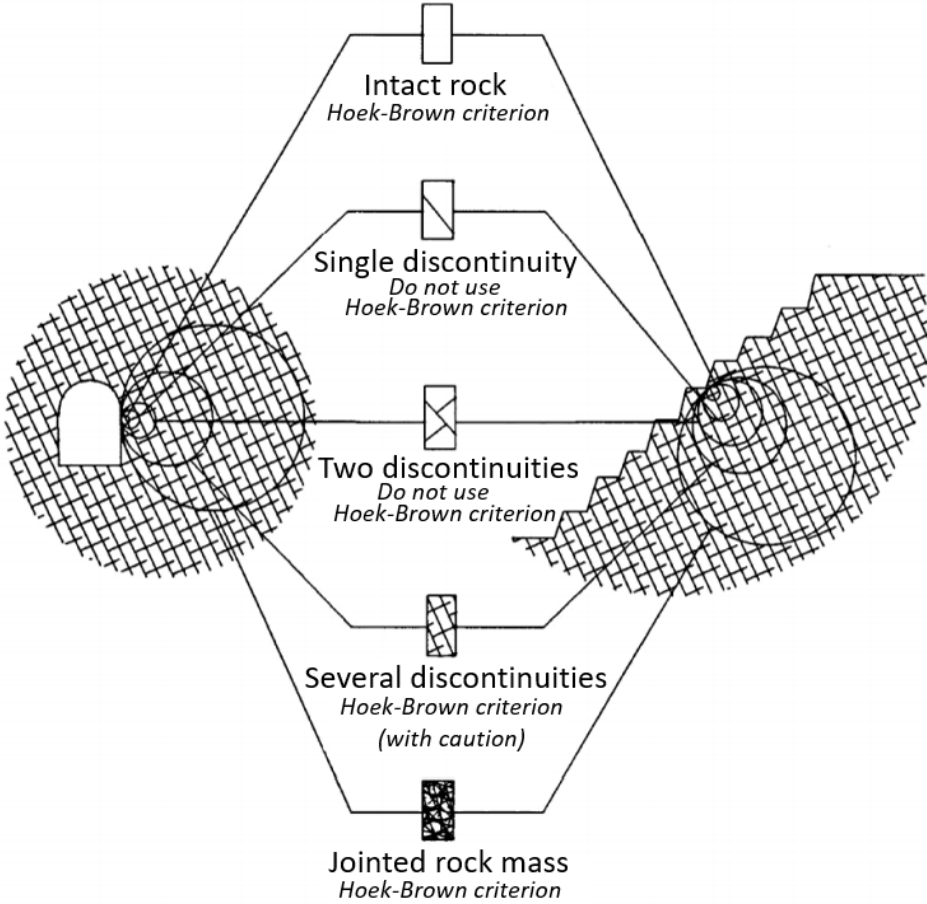 Intact rock
Hoek-Brown criterion
Single discontinuity
Do not use
Hoek-Brown criterion
Two discontinuities
Do not use
Hoek-Brown criterion
Several discontinuities
Hoek-Brown criterion
(with caution)
Jointed rock mass
Hoek-Brown criterion